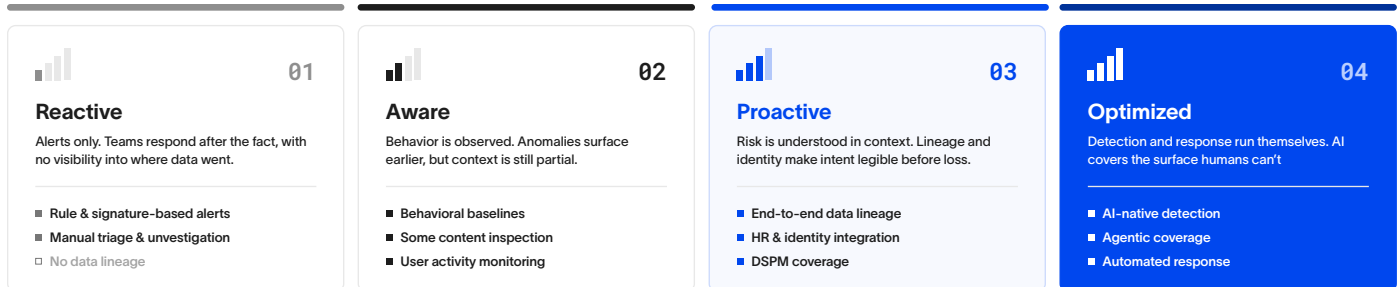 01
Reactive
Alerts only. Teams respond after the fact, with
no visibility into where data went.
Rule & signature-based alerts
Manual triage & unvestigation
No data lineage
02
Aware
Behavior is observed. Anomalies surface
earlier, but context is still partial.
Behavioral baselines
Some content inspection
User activity monitoring
03
Proactive
Risk is understood in context. Lineage and
identity make intent legible before loss.
End-to-end data lineage
HR & identity integration
DSPM coverage
04
Optimized
Detection and response run themselves. AI
covers the surface humans can't
AI-native detection
Agentic coverage
Automated response